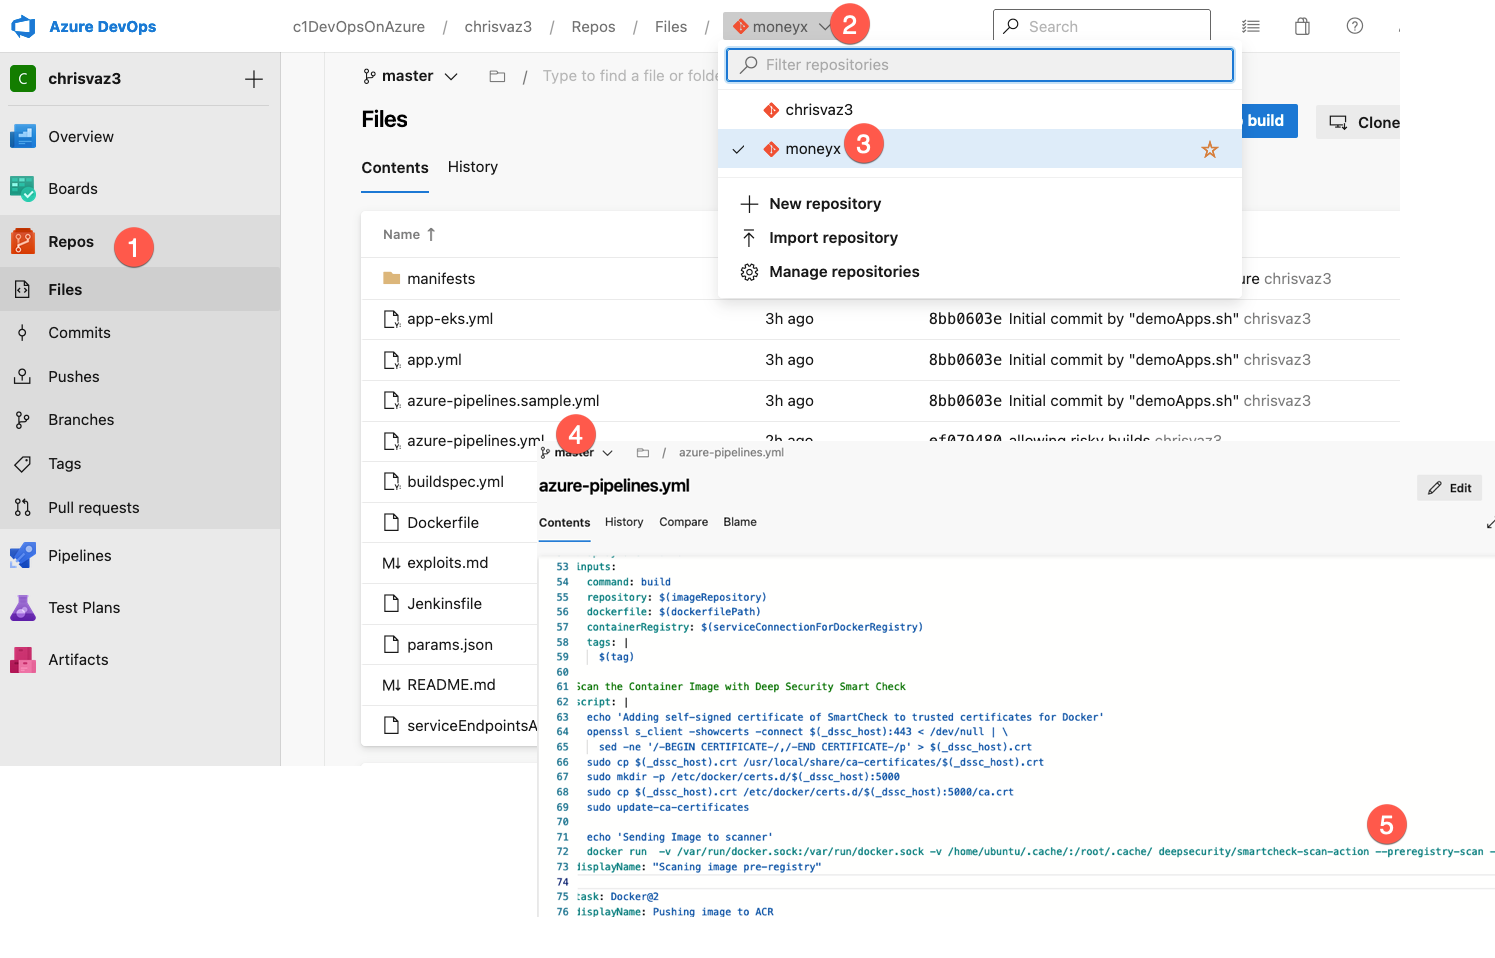 Azure DevOps
c1DevOpsOnAzure / chrisvaz3 / Repos / Files / moneyx 2
Search
C chrisvaz3
master / Type to find a file or folde
Filter repositories
Files
chrisvaz3
build
Clone
Overview
moneyx 3
Contents History
Boards
New repository
Name
Import repository
Repos 1
Manage repositories
manifests
ure chrisvaz3
Files
app-eks.yml 3h ago 8bb0603e Initial commit by "demoApps.sh" chrisvaz3
Commits
app.yml 3h ago 8bb0603e Initial commit by "demoApps.sh" chrisvaz3
Pushes
azure-pipelines.sample.yml 3h ago 8bb0603e Initial commit by "demoApps.sh" chrisvaz3
Branches
azure-pipelines.yml 4 2h ago ef079480 allowing risky builds chrisvaz3
Tags
buildspec.yml
Pull requests
Dockerfile
Pipelines
exploits.md
Test Plans
Jenkinsfile
Artifacts
params.json
README.md
serviceEndpointsA
master / azure-pipelines.yml
azure-pipelines.yml
Edit
Contents History Compare Blame
53 inputs:
54 command: build
55 repository: $(imageRepository)
56 dockerfile: $(dockerfilePath)
57 containerRegistry: $(serviceConnectionForDockerRegistry)
58 tags: |
59 $(tag)
60
61 Scan the Container Image with Deep Security Smart Check
62 script: |
63 echo 'Adding self-signed certificate of SmartCheck to trusted certificates for Docker'
64 openssl s_client -showcerts -connect $(_dssc_host):443 < /dev/null | \
65 sed -ne '/-BEGIN CERTIFICATE-/,/-END CERTIFICATE-/p' > $(_dssc_host).crt
66 sudo cp $(_dssc_host).crt /usr/local/share/ca-certificates/$(_dssc_host).crt
67 sudo mkdir -p /etc/docker/certs.d/$(_dssc_host):5000
68 sudo cp $(_dssc_host).crt /etc/docker/certs.d/$(_dssc_host):5000/ca.crt
69 sudo update-ca-certificates
70
71 echo 'Sending Image to scanner'
5
72 docker run -v /var/run/docker.sock:/var/run/docker.sock -v /home/ubuntu/.cache/:/root/.cache/ deepsecurity/smartcheck-scan-action --preregistry-scan -
73 displayName: "Scaning image pre-registry"
74
75 task: Docker@2
76 displayName: Pushing image to ACR